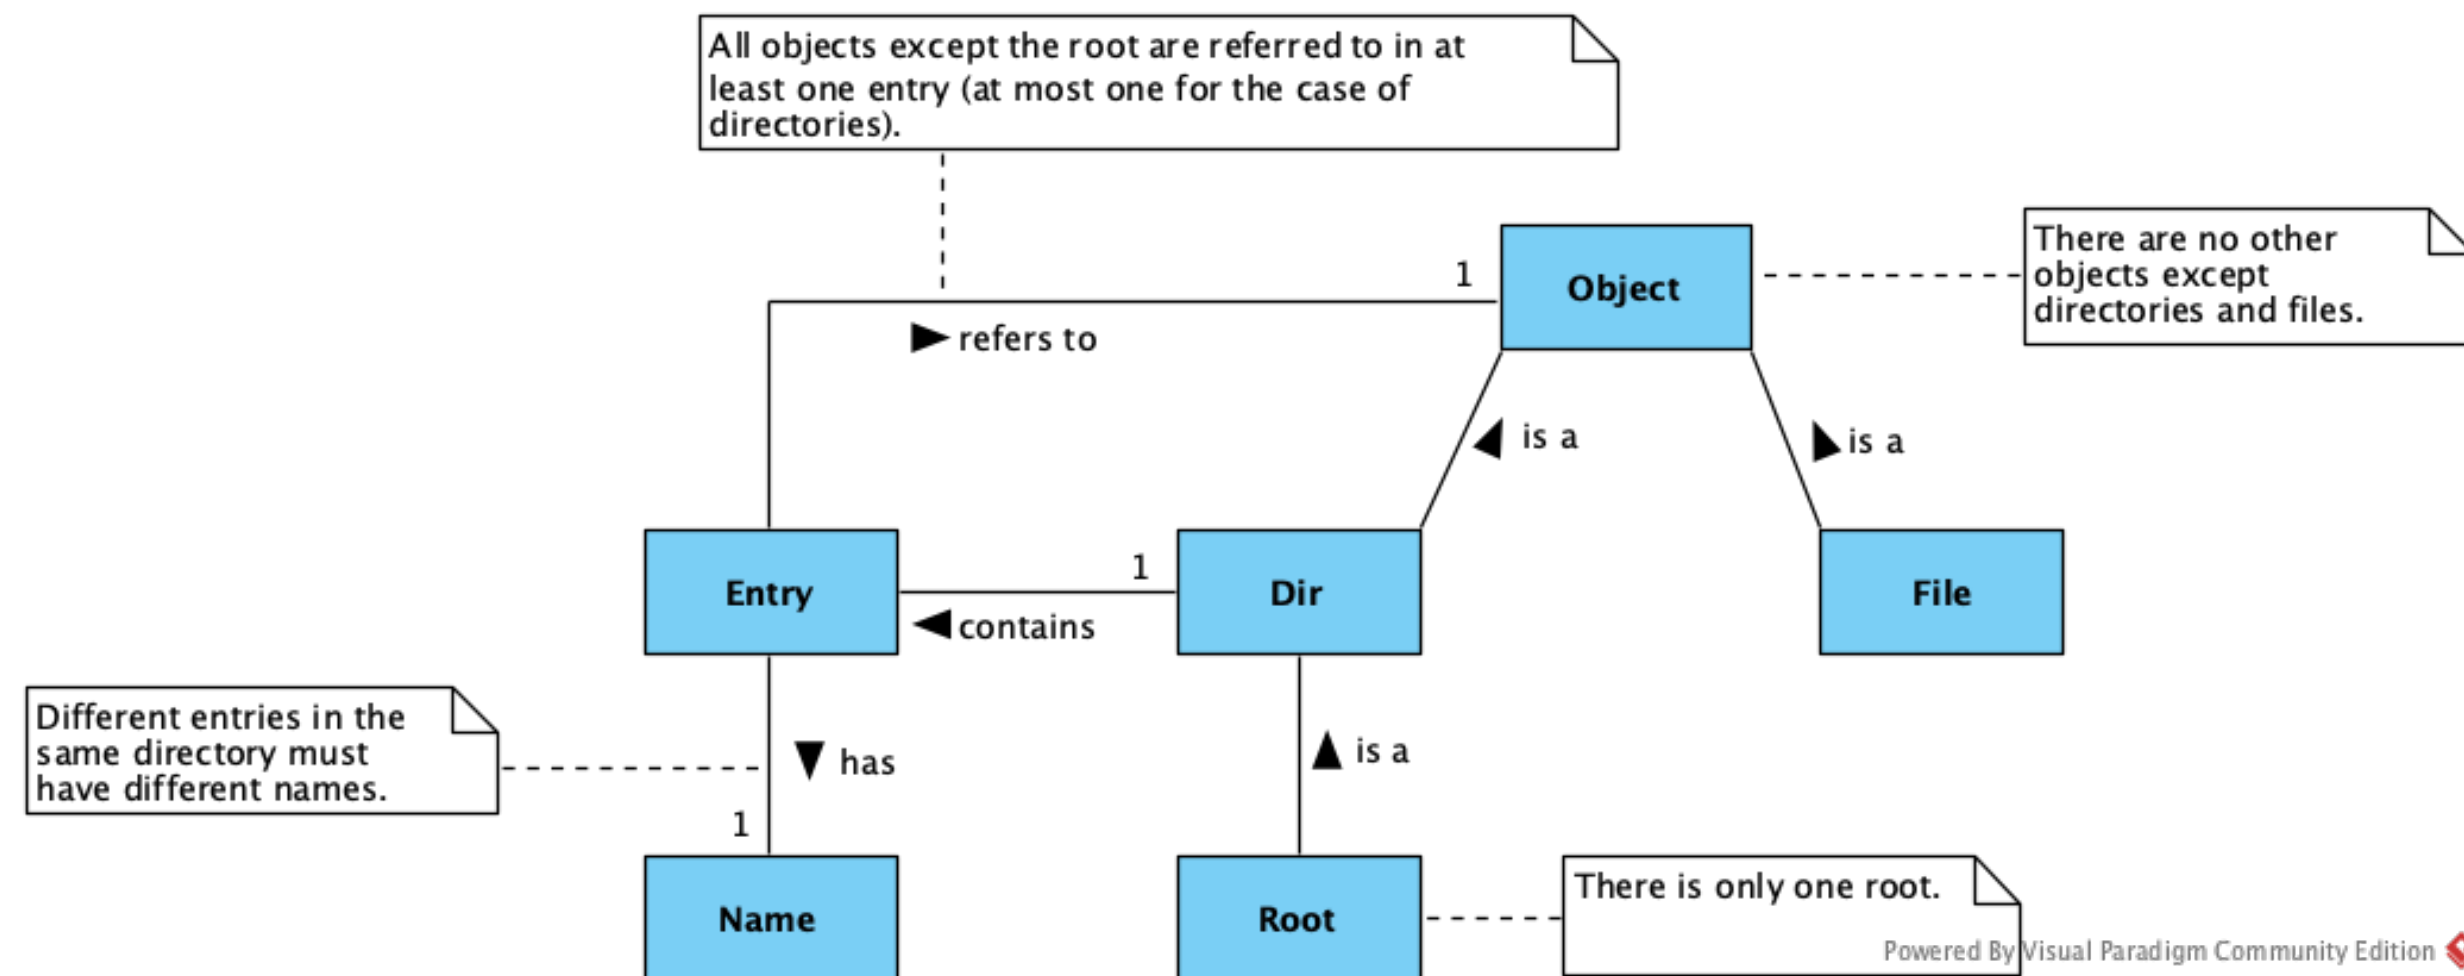 All objects except the root are referred to in at
least one entry (at most one for the case of
directories).
There are no other
objects except
directories and files.
1
Object
refers to
is a
is a
1
Entry
Dir
File
contains
Different entries in the
same directory must
have different names.
has
is a
1
There is only one root.
Name
Root
Powered By Visual Paradigm Community Edition